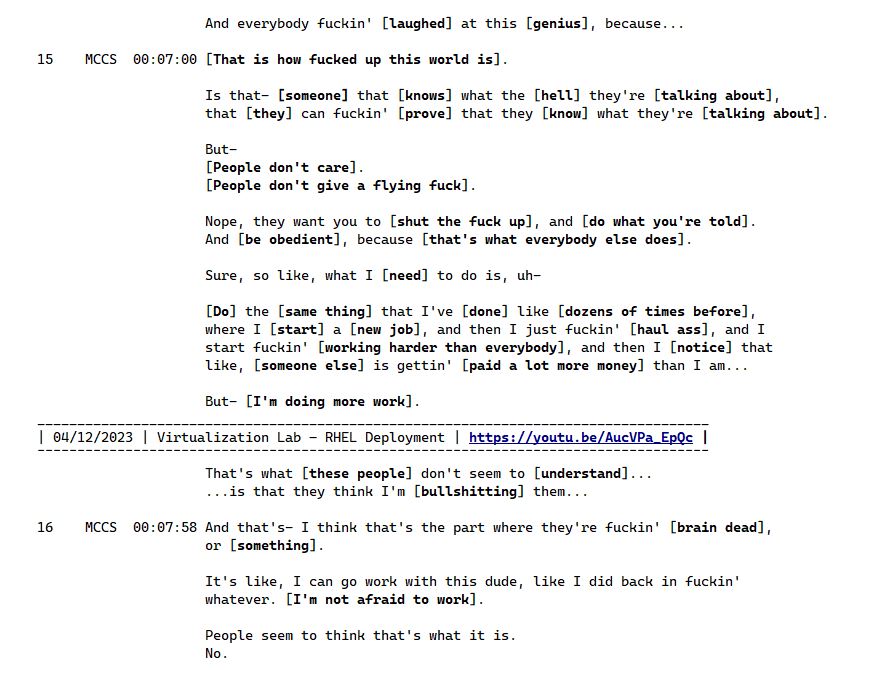 And everybody fuckin' [laughed] at this [genius], because...
15 MCCS 00:07:00 [That is how fucked up this world is].
Is that– [someone] that [knows] what the [hell] they're [talking about],
that [they] can fuckin' [prove] that they [know] what they're [talking about].
But–
[People don't care].
[People don't give a flying fuck].
Nope, they want you to [shut the fuck up], and [do what you're told].
And [be obedient], because [that's what everybody else does].
Sure, so like, what I [need] to do is, uh–
[Do] the [same thing] that I've [done] like [dozens of times before],
where I [start] a [new job], and then I just fuckin' [haul ass], and I
start fuckin' [working harder than everybody], and then I [notice] that
like, [someone else] is gettin' [paid a lot more money] than I am...
But– [I'm doing more work].
| 04/12/2023 | Virtualization Lab – RHEL Deployment | https://youtu.be/AucVPa_EpQc |
That's what [these people] don't seem to [understand]...
...is that they think I'm [bullshitting] them...
16 MCCS 00:07:58 And that's– I think that's the part where they're fuckin' [brain dead],
or [something].
It's like, I can go work with this dude, like I did back in fuckin'
whatever. [I'm not afraid to work].
People seem to think that's what it is.
No.